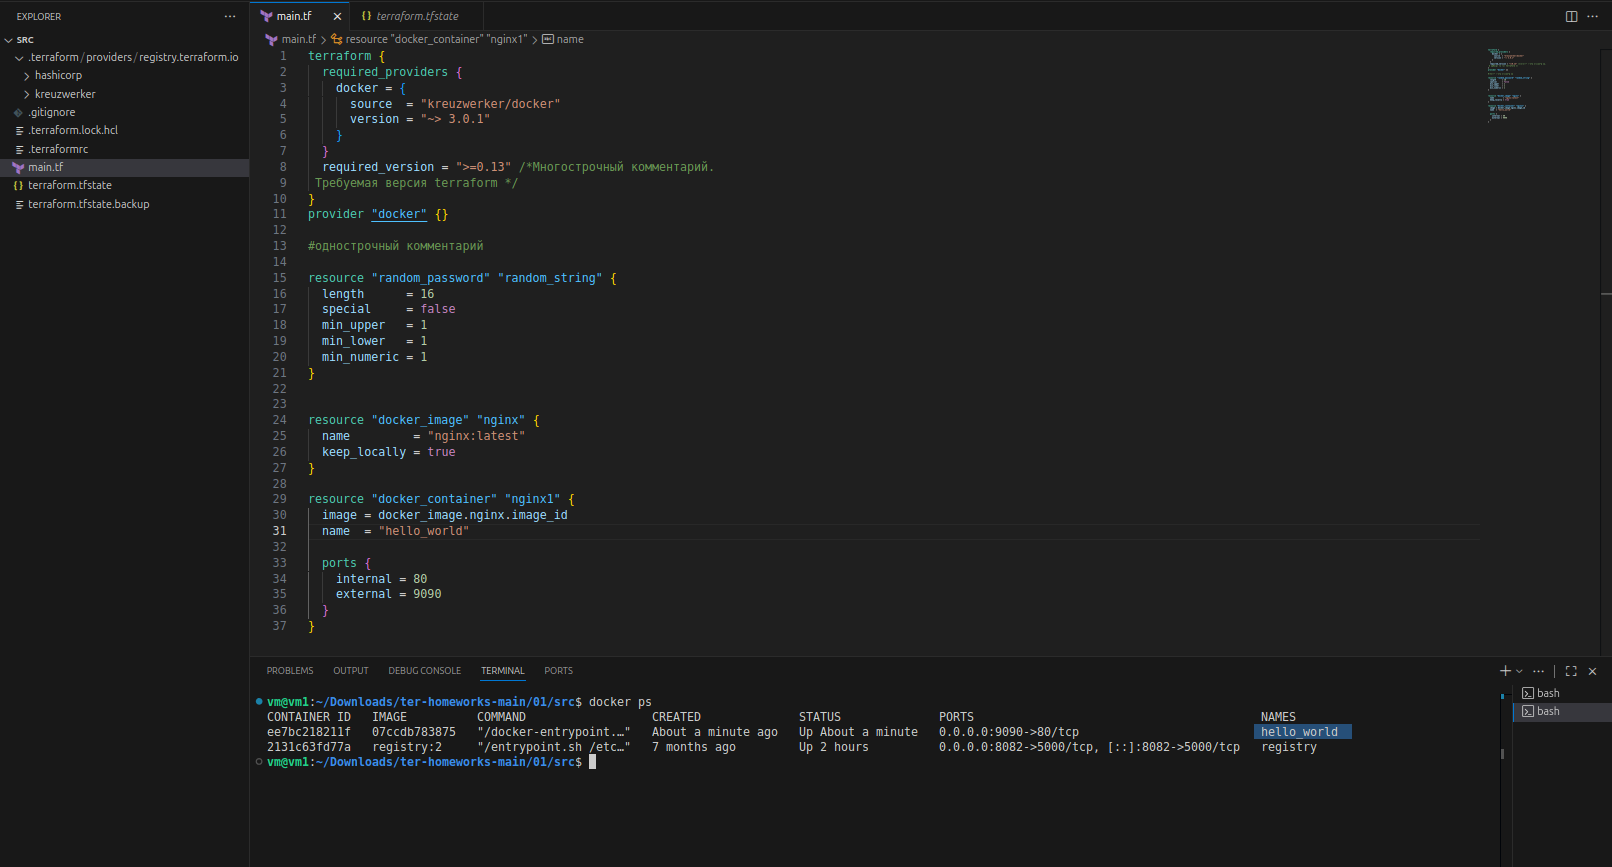 EXPLORER ···
SRC
.terraform/providers/registry.terraform.io
hashicorp
kreuzwerker
.gitignore
.terraform.lock.hcl
.terraformrc
main.tf
{} terraform.tfstate
terraform.tfstate.backup
main.tf
{} terraform.tfstate
main.tf > resource "docker_container" "nginx1" > name
1 terraform {
2   required_providers {
3     docker = {
4       source  = "kreuzwerker/docker"
5       version = "~> 3.0.1"
6     }
7   }
8   required_version = ">=0.13" /*Многострочный комментарий.
9  Требуемая версия terraform */
10 }
11 provider "docker" {}
12
13 #однострочный комментарий
14
15 resource "random_password" "random_string" {
16   length      = 16
17   special     = false
18   min_upper   = 1
19   min_lower   = 1
20   min_numeric = 1
21 }
22
23
24 resource "docker_image" "nginx" {
25   name         = "nginx:latest"
26   keep_locally = true
27 }
28
29 resource "docker_container" "nginx1" {
30   image = docker_image.nginx.image_id
31   name  = "hello_world"
32
33   ports {
34     internal = 80
35     external = 9090
36   }
37 }
PROBLEMS OUTPUT DEBUG CONSOLE TERMINAL PORTS
vm@vm1:~/Downloads/ter-homeworks-main/01/src$ docker ps
CONTAINER ID   IMAGE          COMMAND                  CREATED              STATUS              PORTS                                         NAMES
ee7bc218211f   07ccdb783875   "/docker-entrypoint.…"   About a minute ago   Up About a minute   0.0.0.0:9090->80/tcp                          hello_world
2131c63fd77a   registry:2     "/entrypoint.sh /etc…"   7 months ago         Up 2 hours          0.0.0.0:8082->5000/tcp, [::]:8082->5000/tcp   registry
vm@vm1:~/Downloads/ter-homeworks-main/01/src$
bash
bash